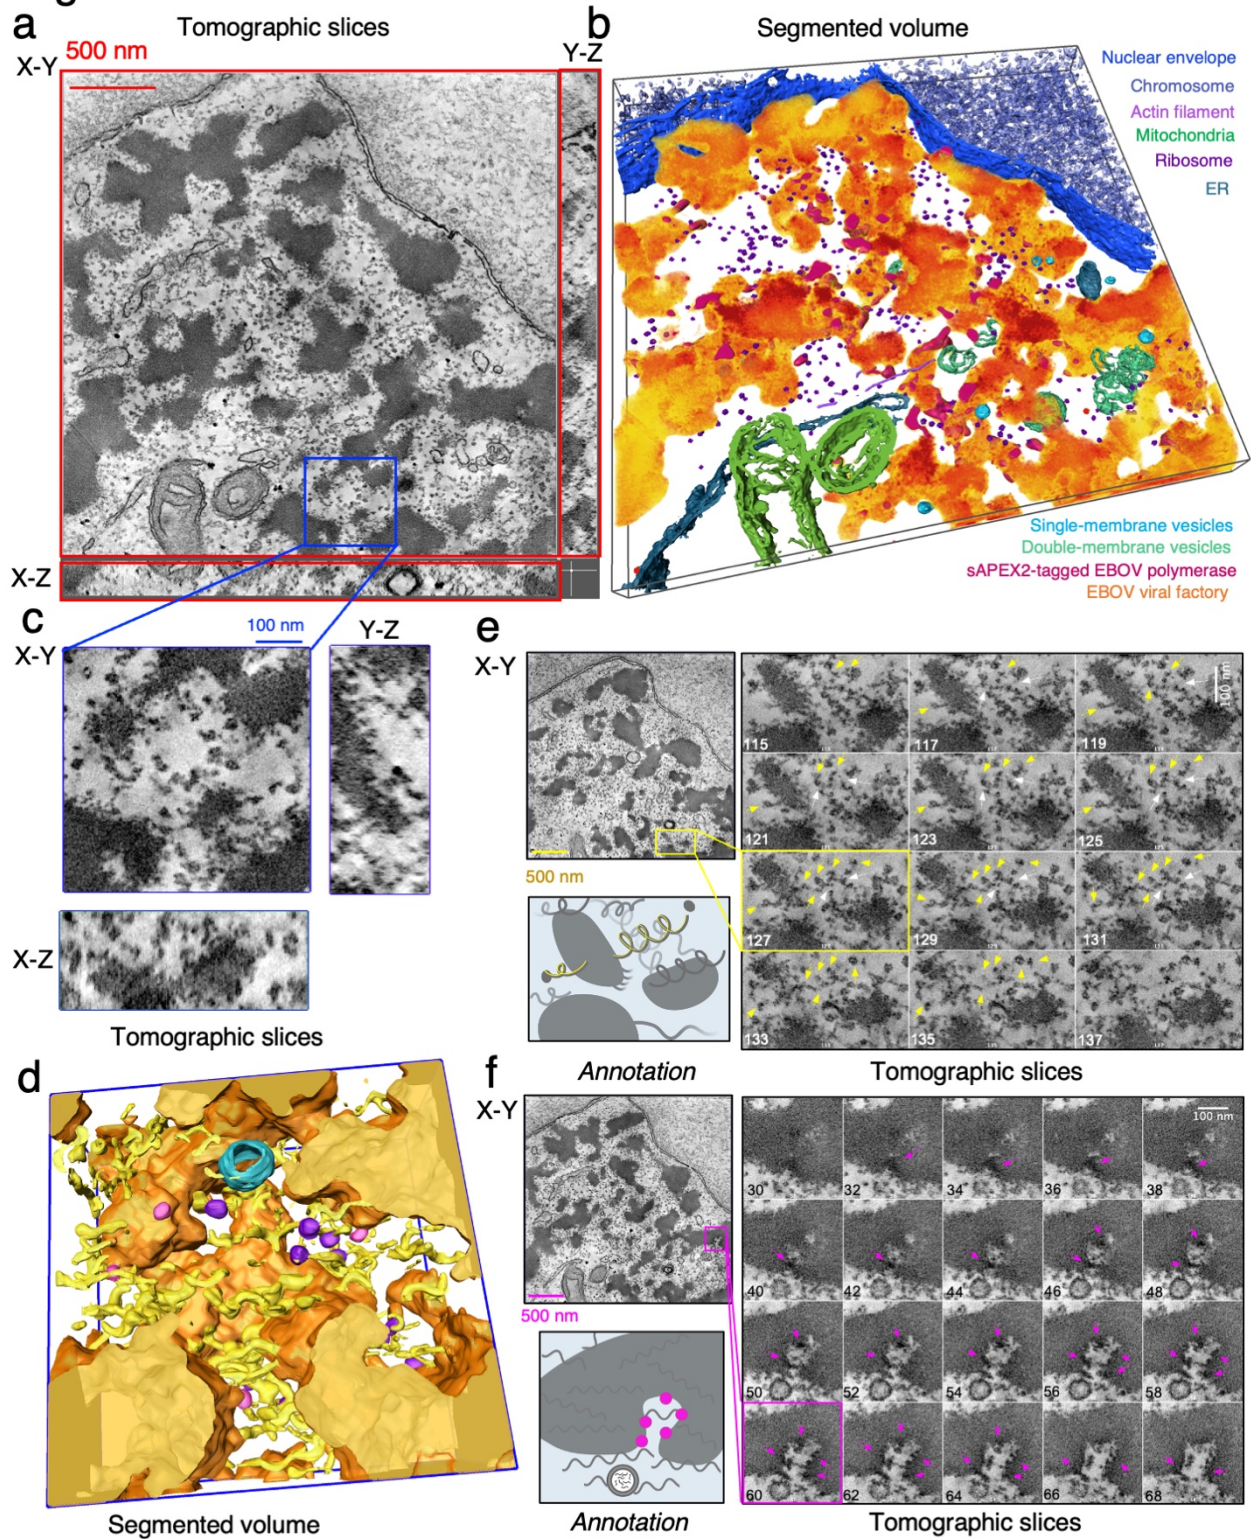 a
Tomographic slices
X-Y
500 nm
Y-Z
X-Z
b
Segmented volume
Nuclear envelope
Chromosome
Actin filament
Mitochondria
Ribosome
ER
Single-membrane vesicles
Double-membrane vesicles
sAPEX2-tagged EBOV polymerase
EBOV viral factory
c
100 nm
X-Y
Y-Z
X-Z
Tomographic slices
d
Segmented volume
e
X-Y
500 nm
100 nm
115
117
119
121
123
125
127
129
131
133
135
137
Annotation
Tomographic slices
f
X-Y
500 nm
100 nm
30
32
34
36
38
40
42
44
46
48
50
52
54
56
58
60
62
64
66
68
Annotation
Tomographic slices